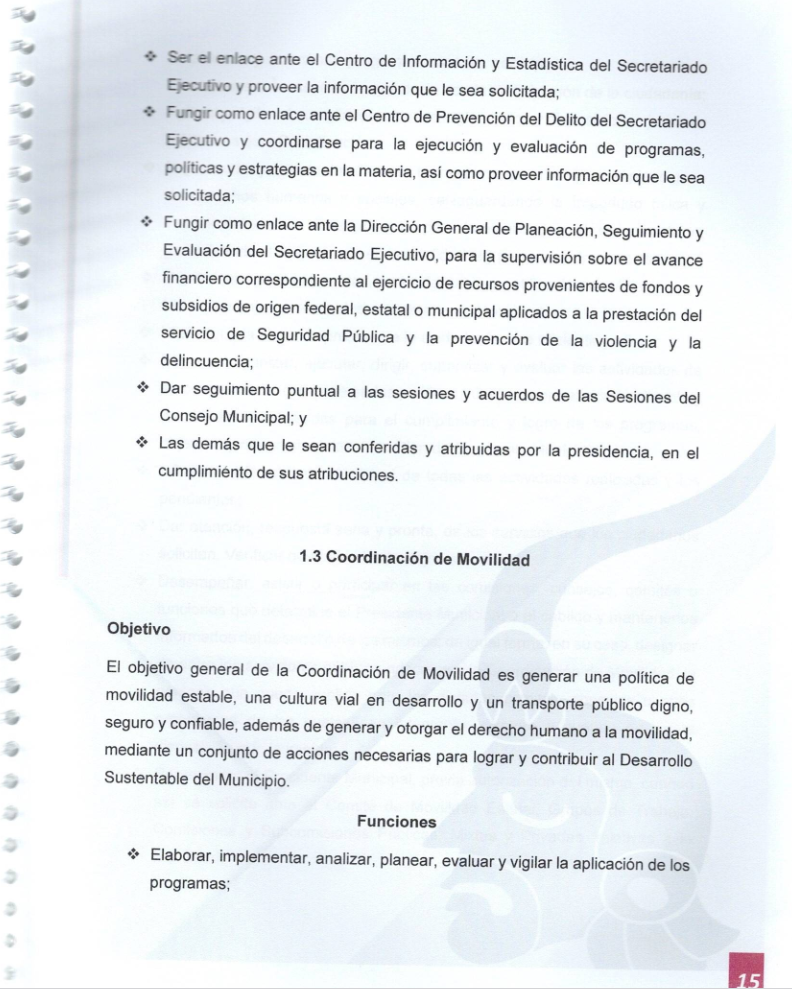 ❖ Ser el enlace ante el Centro de Información y Estadística del Secretariado
Ejecutivo y proveer la información que le sea solicitada;
❖ Fungir como enlace ante el Centro de Prevención del Delito del Secretariado
Ejecutivo y coordinarse para la ejecución y evaluación de programas,
políticas y estrategias en la materia, así como proveer información que le sea
solicitada;
❖ Fungir como enlace ante la Dirección General de Planeación, Seguimiento y
Evaluación del Secretariado Ejecutivo, para la supervisión sobre el avance
financiero correspondiente al ejercicio de recursos provenientes de fondos y
subsidios de origen federal, estatal o municipal aplicados a la prestación del
servicio de Seguridad Pública y la prevención de la violencia y la
delincuencia;
❖ Dar seguimiento puntual a las sesiones y acuerdos de las Sesiones del
Consejo Municipal; y
❖ Las demás que le sean conferidas y atribuidas por la presidencia, en el
cumplimiento de sus atribuciones.
1.3 Coordinación de Movilidad
Objetivo
El objetivo general de la Coordinación de Movilidad es generar una política de
movilidad estable, una cultura vial en desarrollo y un transporte público digno,
seguro y confiable, además de generar y otorgar el derecho humano a la movilidad,
mediante un conjunto de acciones necesarias para lograr y contribuir al Desarrollo
Sustentable del Municipio.
Funciones
❖ Elaborar, implementar, analizar, planear, evaluar y vigilar la aplicación de los
programas;
15